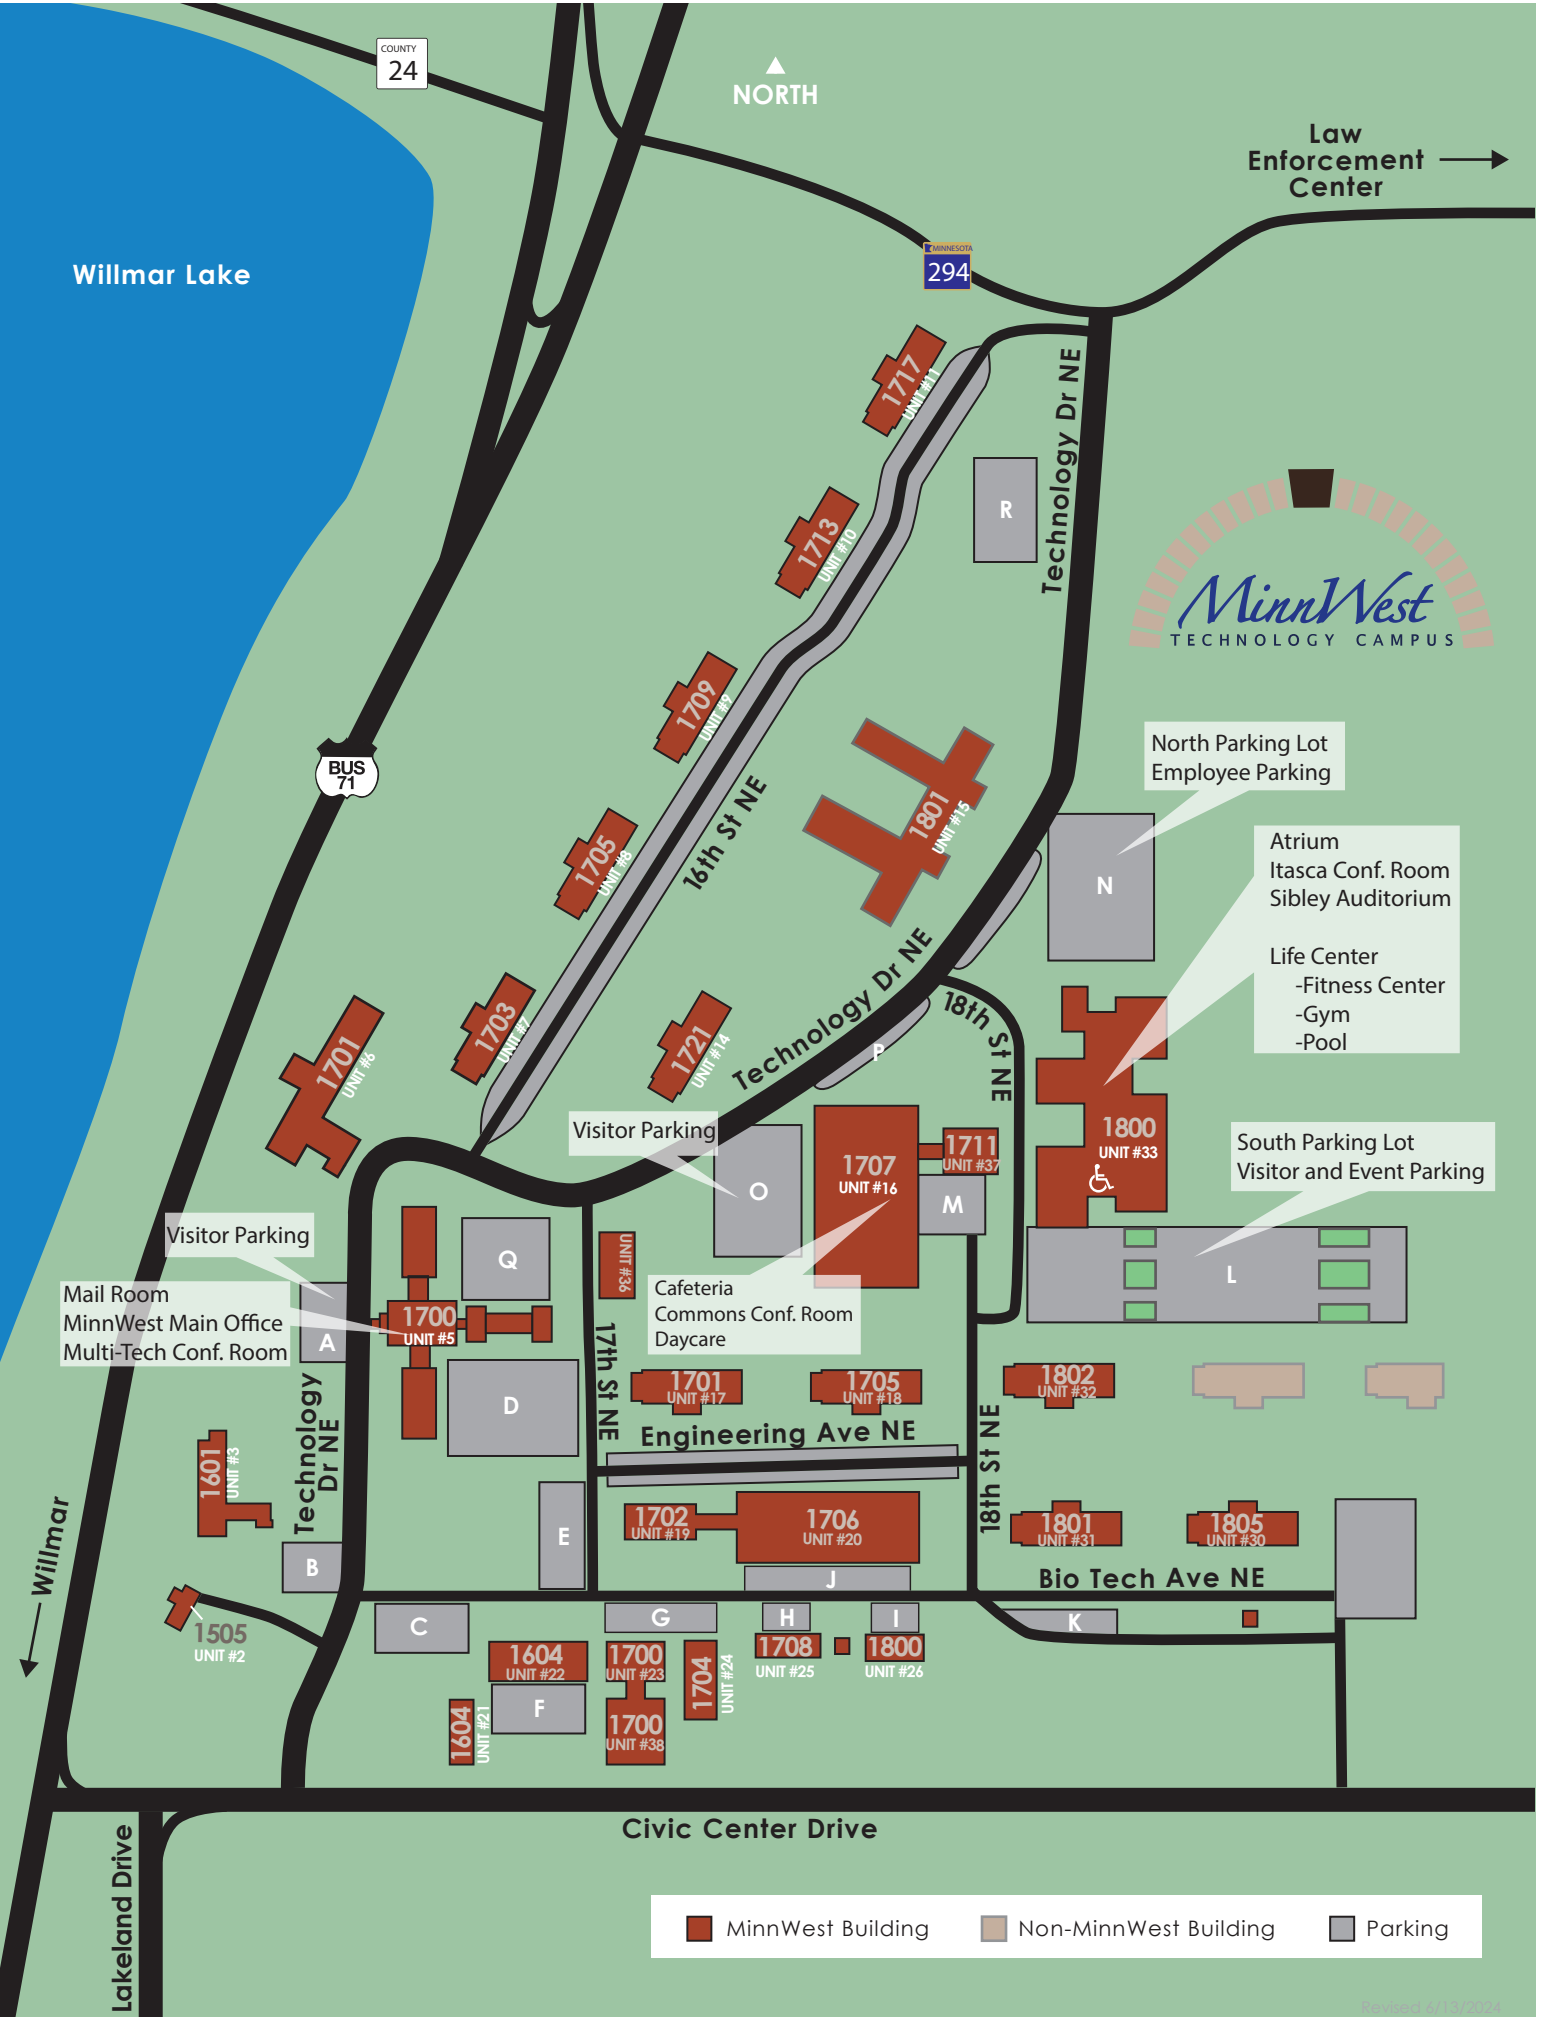 COUNTY
24
NORTH
Law
Enforcement
Center
Willmar Lake
MINNESOTA
294
1717
UNIT #11
Technology Dr NE
R
1713
UNIT #10
MinnWest
TECHNOLOGY CAMPUS
1709
UNIT #9
BUS
71
16th St NE
1801
UNIT #15
North Parking Lot
Employee Parking
1705
UNIT #8
N
Atrium
Itasca Conf. Room
Sibley Auditorium
Life Center
-Fitness Center
-Gym
-Pool
1703
UNIT #7
1701
UNIT #6
1721
UNIT #14
Technology Dr NE
P
18th St NE
Visitor Parking
O
1707
UNIT #16
1711
UNIT #37
M
1800
UNIT #33
South Parking Lot
Visitor and Event Parking
L
Visitor Parking
Mail Room
MinnWest Main Office
Multi-Tech Conf. Room
A
1700
UNIT #5
Q
UNIT #36
Cafeteria
Commons Conf. Room
Daycare
D
17th St NE
1701
UNIT #17
1705
UNIT #18
1802
UNIT #32
Technology
Dr NE
Engineering Ave NE
18th St NE
1601
UNIT #3
E
1702
UNIT #19
1706
UNIT #20
1801
UNIT #31
1805
UNIT #30
Willmar
B
J
Bio Tech Ave NE
1505
UNIT #2
C
G
H
I
K
1604
UNIT #22
1700
UNIT #23
1704
UNIT #24
1708
UNIT #25
1800
UNIT #26
F
1604
UNIT #21
1700
UNIT #38
Civic Center Drive
Lakeland Drive
MinnWest Building
Non-MinnWest Building
Parking
Revised 6/13/2024